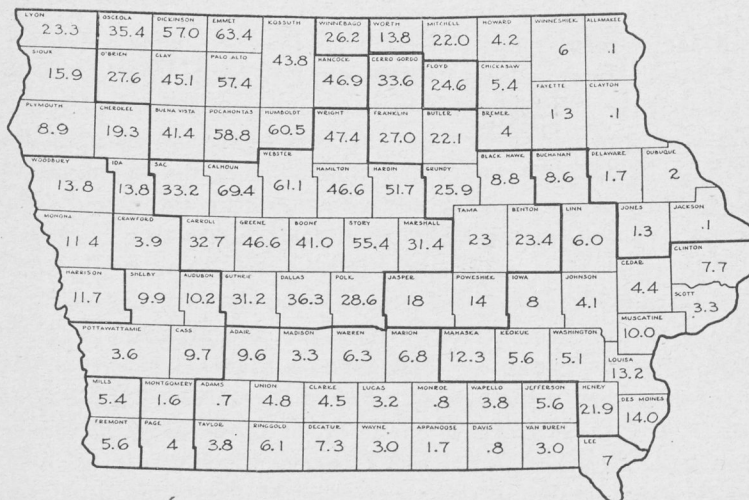 LYON
23.3
OSCEOLA
35.4
DICKINSON
57.0
EMMET
63.4
KOSSUTH
43.8
WINNEBAGO
26.2
WORTH
13.8
MITCHELL
22.0
HOWARD
4.2
WINNESHIEK
6
ALLAMAKEE
.1
SIOUX
15.9
O'BRIEN
27.6
CLAY
45.1
PALO ALTO
57.4
HANCOCK
46.9
CERRO GORDO
33.6
FLOYD
24.6
CHICKASAW
5.4
FAYETTE
13
CLAYTON
.1
PLYMOUTH
8.9
CHEROKEE
19.3
BUENA VISTA
41.4
POCAHONTAS
58.8
HUMBOLDT
60.5
WRIGHT
47.4
FRANKLIN
27.0
BUTLER
22.1
BREMER
4
WOODBURY
13.8
IDA
13.8
SAC
33.2
CALHOUN
69.4
WEBSTER
61.1
HAMILTON
46.6
HARDIN
51.7
GRUNDY
25.9
BLACK HAWK
8.8
BUCHANAN
8.6
DELAWARE
1.7
DUBUQUE
2
MONONA
11 4
CRAWFORD
3.9
CARROLL
32.7
GREENE
46.6
BOONE
41.0
STORY
55.4
MARSHALL
31.4
TAMA
23
BENTON
23.4
LINN
6.0
JONES
1.3
JACKSON
.1
CLINTON
7.7
HARRISON
11.7
SHELBY
9.9
AUDUBON
10.2
GUTHRIE
31.2
DALLAS
36.3
POLK
28.6
JASPER
18
POWESHIEK
14
IOWA
8
JOHNSON
4.1
CEDAR
4.4
SCOTT
3.3
MUSCATINE
10.0
POTTAWATTAMIE
3.6
CASS
9.7
ADAIR
9.6
MADISON
3.3
WARREN
6.3
MARION
6.8
MAHASKA
12.3
KEOKUK
5.6
WASHINGTON
5.1
LOUISA
13.2
MILLS
5.4
MONTGOMERY
1.6
ADAMS
.7
UNION
4.8
CLARKE
4.5
LUCAS
3.2
MONROE
.8
WAPELLO
3.8
JEFFERSON
5.6
HENRY
21.9
DES MOINES
14.0
FREMONT
5.6
PAGE
4
TAYLOR
3.8
RINGGOLD
6.1
DECATUR
7.3
WAYNE
3.0
APPANOOSE
1.7
DAVIS
.8
VAN BUREN
3.0
LEE
7